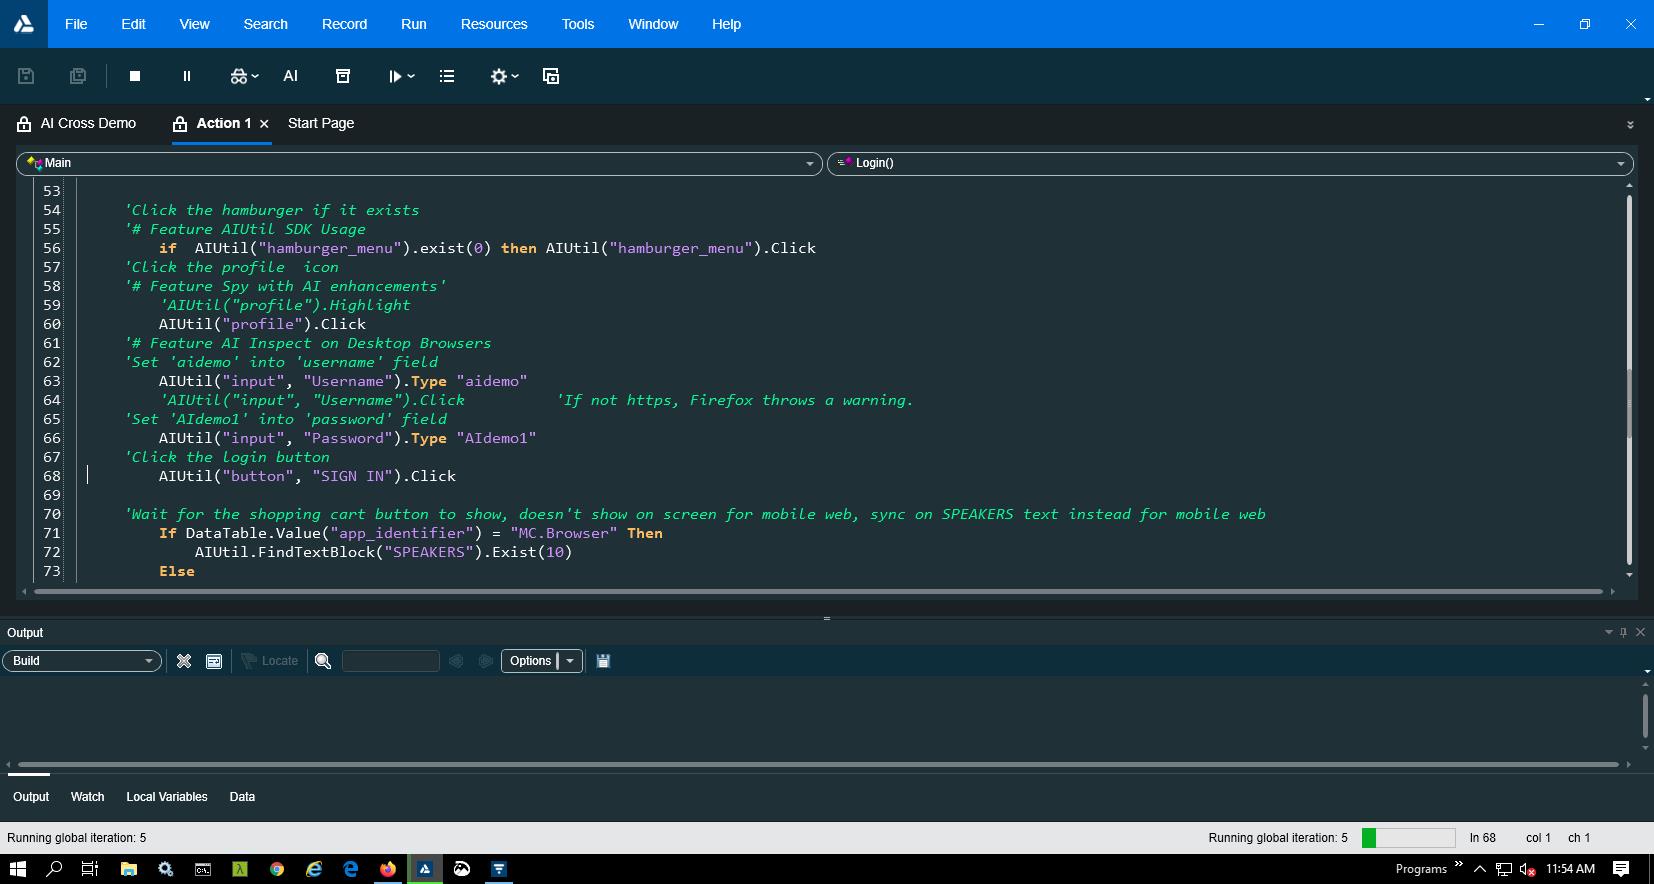 File Edit View Search Record Run Resources Tools Window Help
AI
AI Cross Demo Action 1 Start Page
Main Login()
53
54 'Click the hamburger if it exists
55 '# Feature AIUtil SDK Usage
56 if  AIUtil("hamburger_menu").exist(0) then AIUtil("hamburger_menu").Click
57 'Click the profile  icon
58 '# Feature Spy with AI enhancements'
59 'AIUtil("profile").Highlight
60 AIUtil("profile").Click
61 '# Feature AI Inspect on Desktop Browsers
62 'Set 'aidemo' into 'username' field
63 AIUtil("input", "Username").Type "aidemo"
64 'AIUtil("input", "Username").Click 'If not https, Firefox throws a warning.
65 'Set 'AIdemo1' into 'password' field
66 AIUtil("input", "Password").Type "AIdemo1"
67 'Click the login button
68 AIUtil("button", "SIGN IN").Click
69
70 'Wait for the shopping cart button to show, doesn't show on screen for mobile web, sync on SPEAKERS text instead for mobile web
71 If DataTable.Value("app_identifier") = "MC.Browser" Then
72 AIUtil.FindTextBlock("SPEAKERS").Exist(10)
73 Else
Output
Build Locate Options
Output Watch Local Variables Data
Running global iteration: 5 Running global iteration: 5 ln 68 col 1 ch 1
Programs 11:54 AM